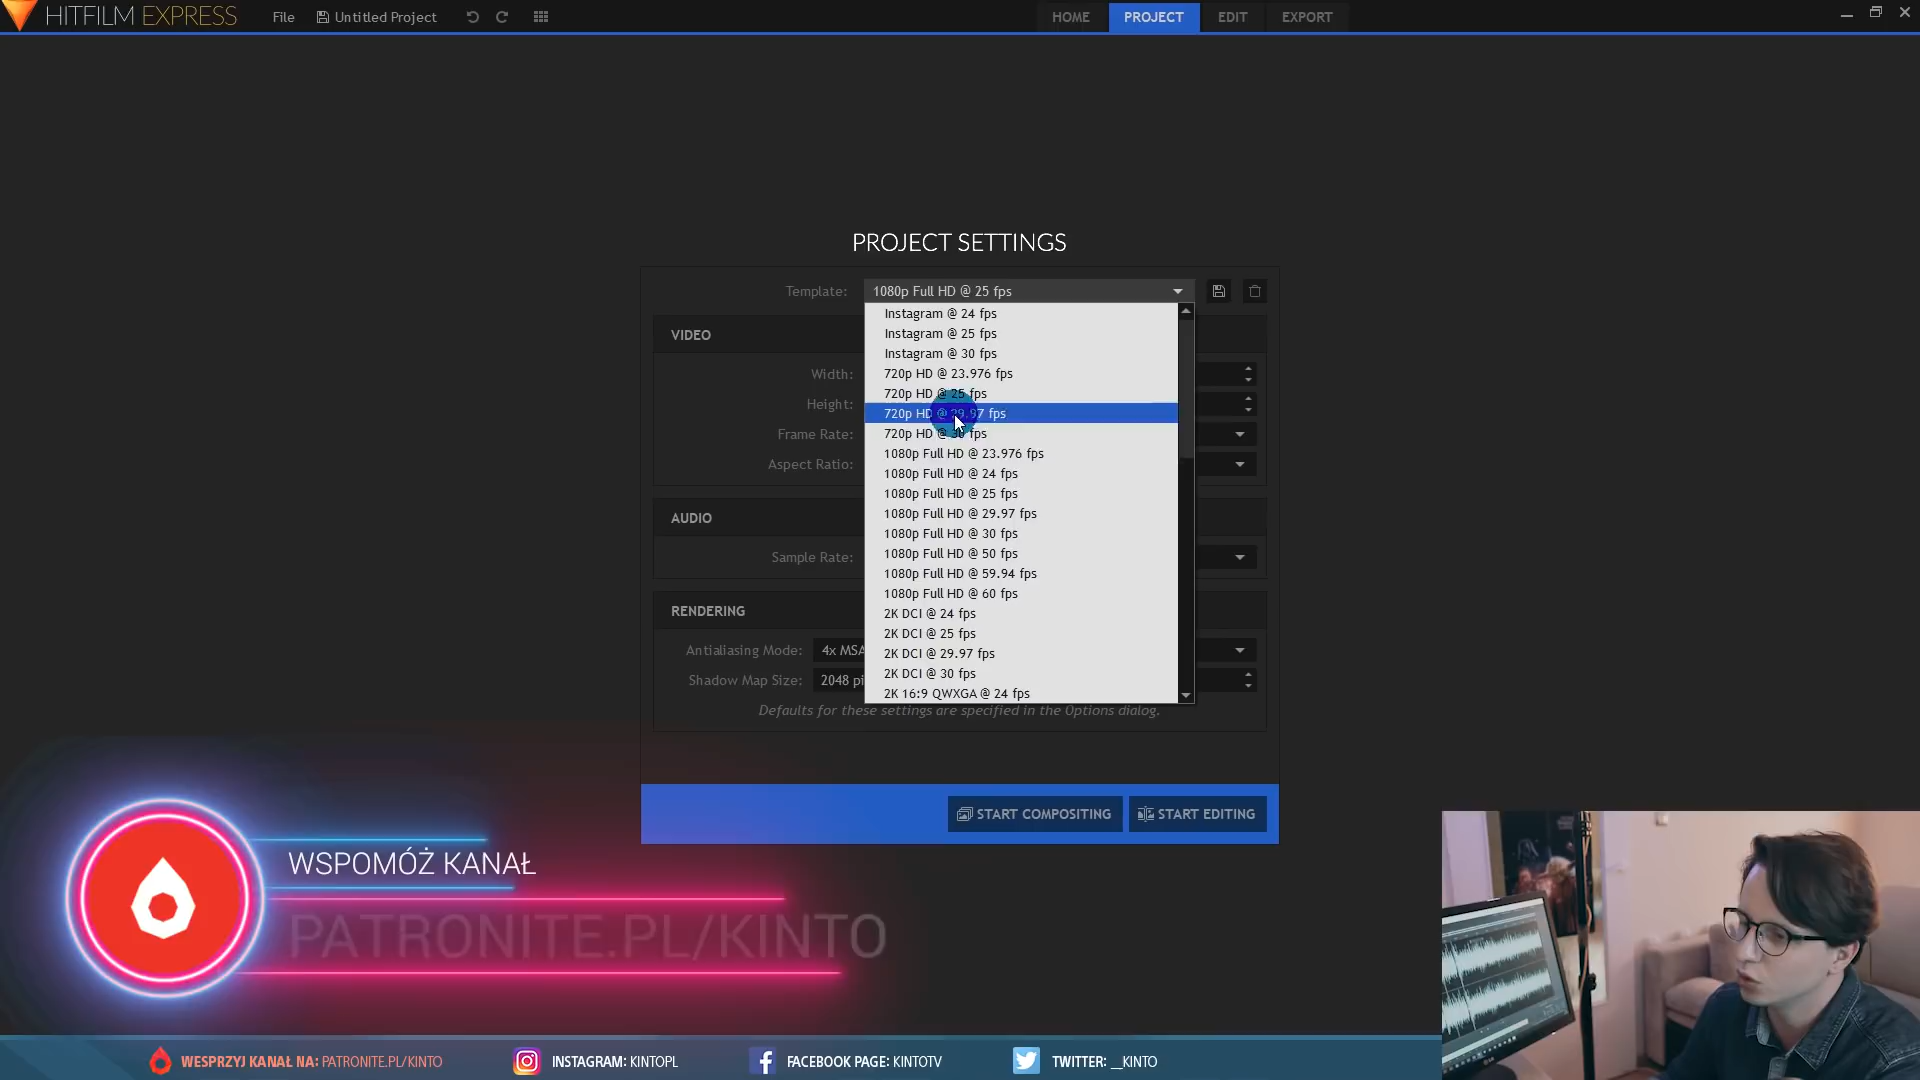 HITFILM EXPRESS
File
Untitled Project
HOME
PROJECT
EDIT
EXPORT
PROJECT SETTINGS
Template:
1080p Full HD @ 25 fps
Instagram @ 24 fps
Instagram @ 25 fps
Instagram @ 30 fps
720p HD @ 23.976 fps
720p HD @ 25 fps
720p HD @ 29.97 fps
720p HD @ 30 fps
1080p Full HD @ 23.976 fps
1080p Full HD @ 24 fps
1080p Full HD @ 25 fps
1080p Full HD @ 29.97 fps
1080p Full HD @ 30 fps
1080p Full HD @ 50 fps
1080p Full HD @ 59.94 fps
1080p Full HD @ 60 fps
2K DCI @ 24 fps
2K DCI @ 25 fps
2K DCI @ 29.97 fps
2K DCI @ 30 fps
2K 16:9 QWXGA @ 24 fps
VIDEO
Width:
Height:
Frame Rate:
Aspect Ratio:
AUDIO
Sample Rate:
RENDERING
Antialiasing Mode:
4x MSA
Shadow Map Size:
2048 pi
Defaults for these settings are specified in the Options dialog.
START COMPOSITING
START EDITING
WSPOMÓŻ KANAŁ
PATRONITE.PL/KINTO
WESPRZYJ KANAŁ NA: PATRONITE.PL/KINTO
INSTAGRAM: KINTOPL
FACEBOOK PAGE: KINTOTV
TWITTER: __KINTO